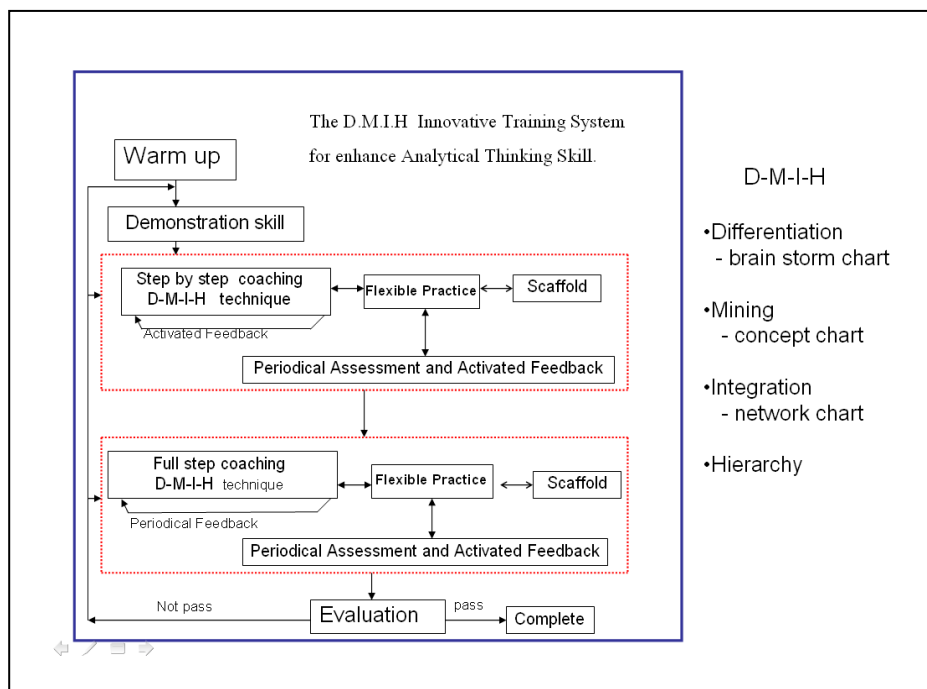 The D.M.I.H Innovative Training System
for enhance Analytical Thinking Skill.
Warm up
Demonstration skill
Step by step coaching
D-M-I-H technique
Activated Feedback
Flexible Practice
Scaffold
Periodical Assessment and Activated Feedback
Full step coaching
D-M-I-H technique
Periodical Feedback
Flexible Practice
Scaffold
Periodical Assessment and Activated Feedback
Not pass
Evaluation
pass
Complete
D-M-I-H
•Differentiation
- brain storm chart
•Mining
- concept chart
•Integration
- network chart
•Hierarchy